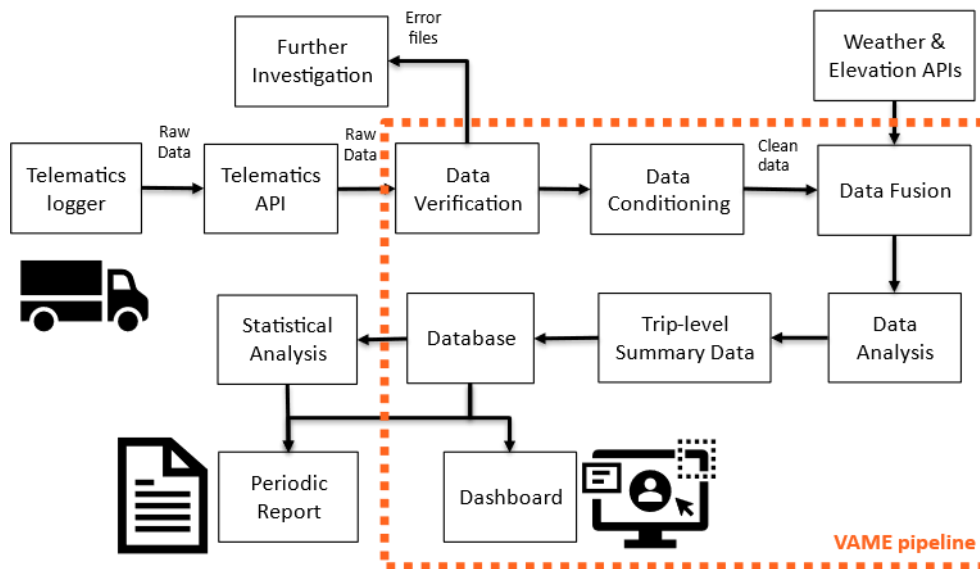 Error
files
Further
Investigation
Weather &
Elevation APIs
Raw
Data
Raw
Data
Clean
data
Telematics
logger
Telematics
API
Data
Verification
Data
Conditioning
Data Fusion
Statistical
Analysis
Database
Trip-level
Summary Data
Data
Analysis
Periodic
Report
Dashboard
VAME pipeline